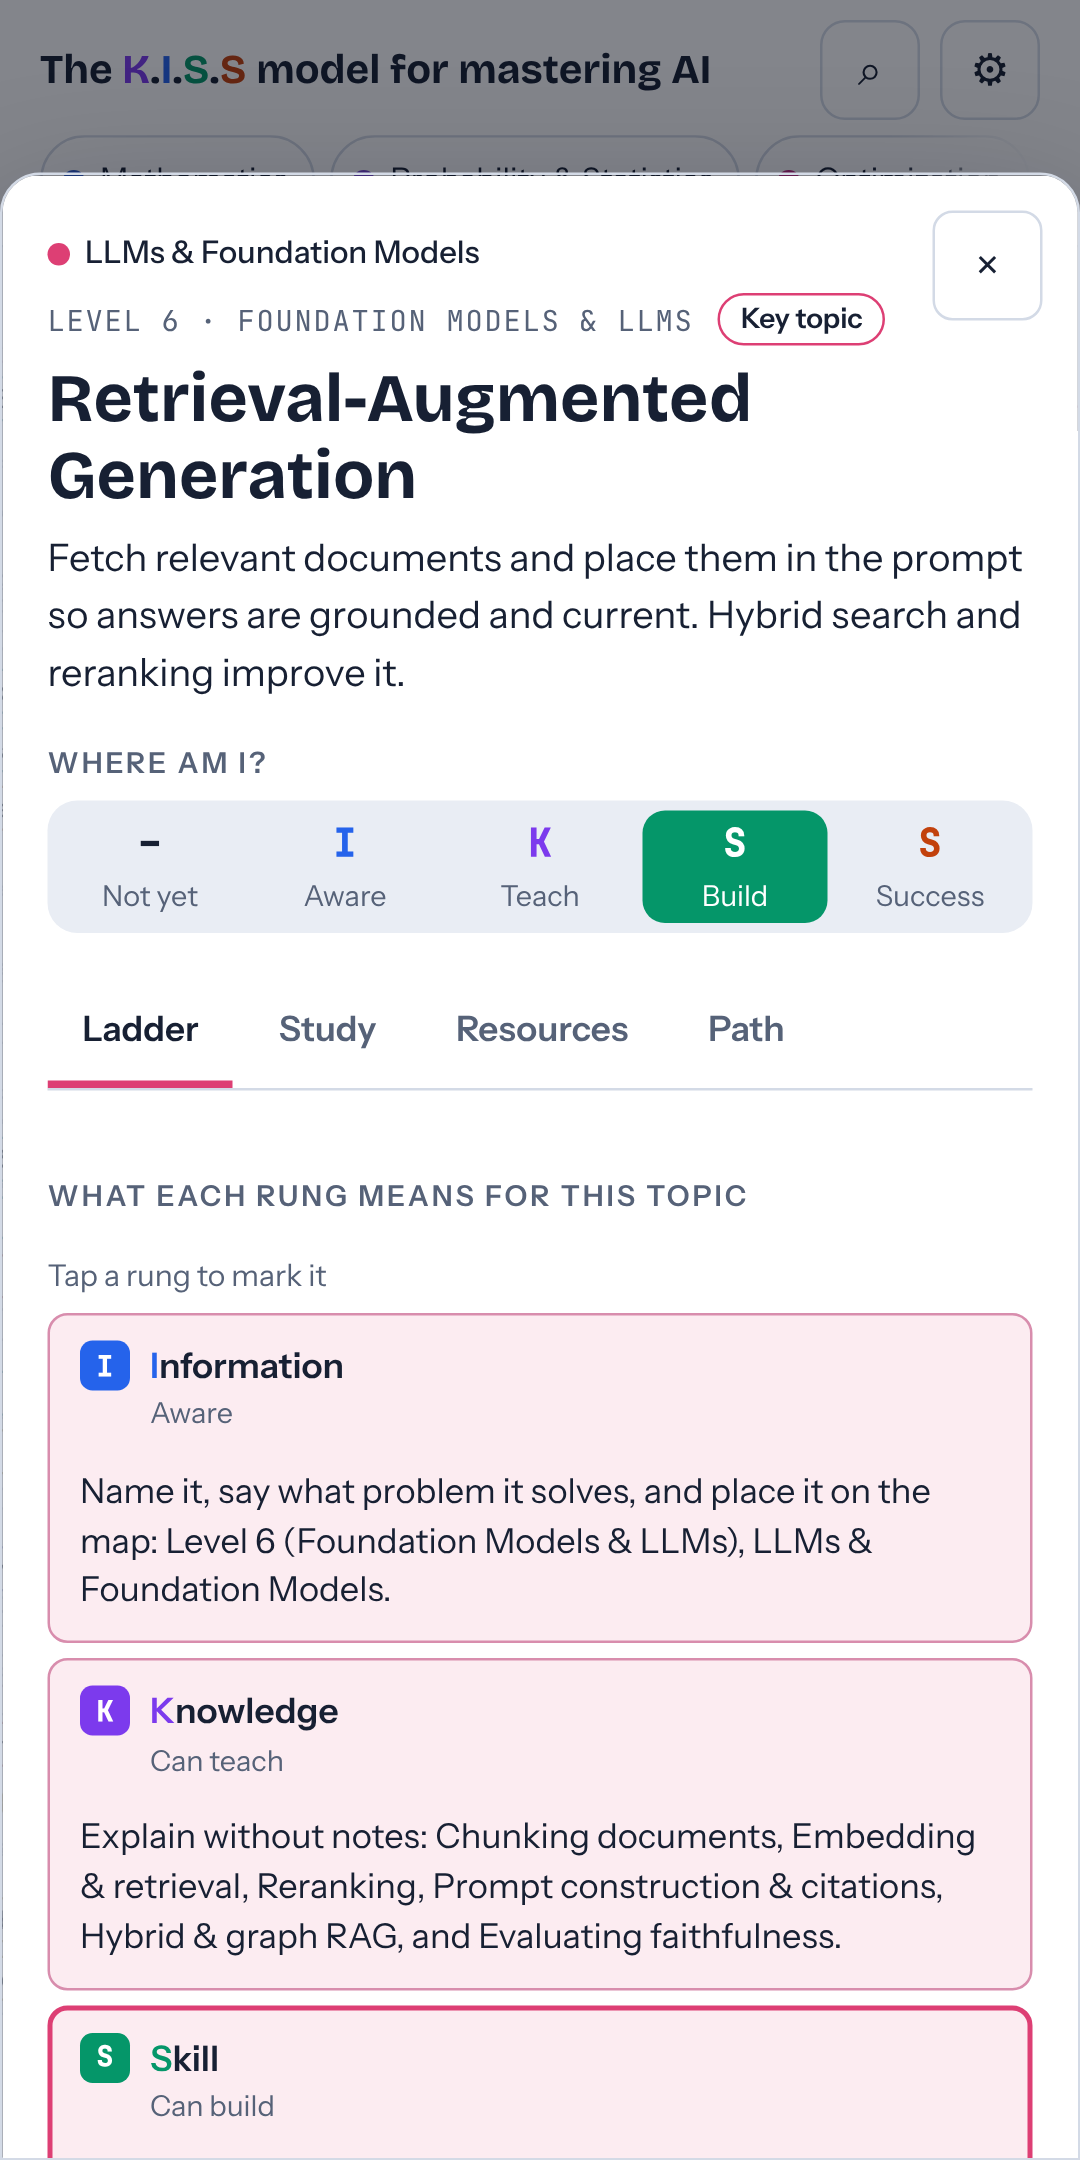 The K.I.S.S model for mastering AI
Mathematics
Probability & Statistics
Optimization
LLMs & Foundation Models
×
LEVEL 6 · FOUNDATION MODELS & LLMS
Key topic
Retrieval-Augmented
Generation
Fetch relevant documents and place them in the prompt
so answers are grounded and current. Hybrid search and
reranking improve it.
WHERE AM I?
– I K S S
Not yet Aware Teach Build Success
Ladder Study Resources Path
WHAT EACH RUNG MEANS FOR THIS TOPIC
Tap a rung to mark it
I Information
Aware
Name it, say what problem it solves, and place it on the
map: Level 6 (Foundation Models & LLMs), LLMs &
Foundation Models.
K Knowledge
Can teach
Explain without notes: Chunking documents, Embedding
& retrieval, Reranking, Prompt construction & citations,
Hybrid & graph RAG, and Evaluating faithfulness.
S Skill
Can build